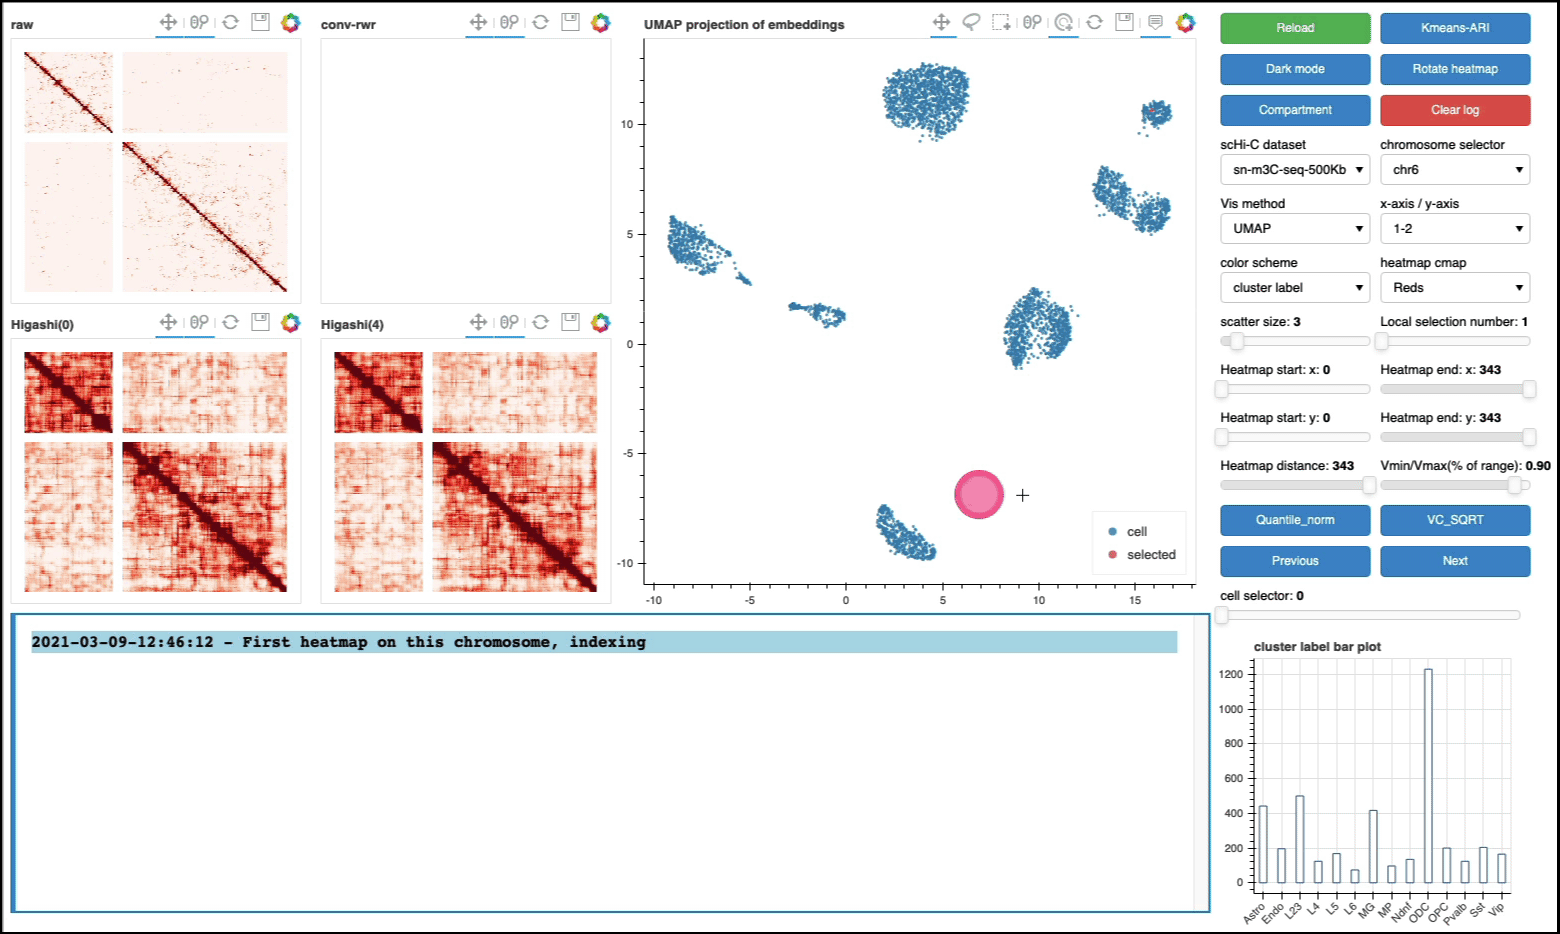 raw
conv-rwr
UMAP projection of embeddings
10
5
0
-5
-10
-10
-5
0
5
10
15
cell
selected
Higashi(0)
Higashi(4)
2021-03-09-12:46:12 - First heatmap on this chromosome, indexing
Reload
Kmeans-ARI
Dark mode
Rotate heatmap
Compartment
Clear log
scHi-C dataset
chromosome selector
sn-m3C-seq-500Kb
chr6
Vis method
x-axis / y-axis
UMAP
1-2
color scheme
heatmap cmap
cluster label
Reds
scatter size: 3
Local selection number: 1
Heatmap start: x: 0
Heatmap end: x: 343
Heatmap start: y: 0
Heatmap end: y: 343
Heatmap distance: 343
Vmin/Vmax(% of range): 0.90
Quantile_norm
VC_SQRT
Previous
Next
cell selector: 0
cluster label bar plot
1200
1000
800
600
400
200
0
Astro
Endo
L23
L4
L5
L6
MG
MP
Ndnf
ODC
OPC
Pvalb
Sst
Vip